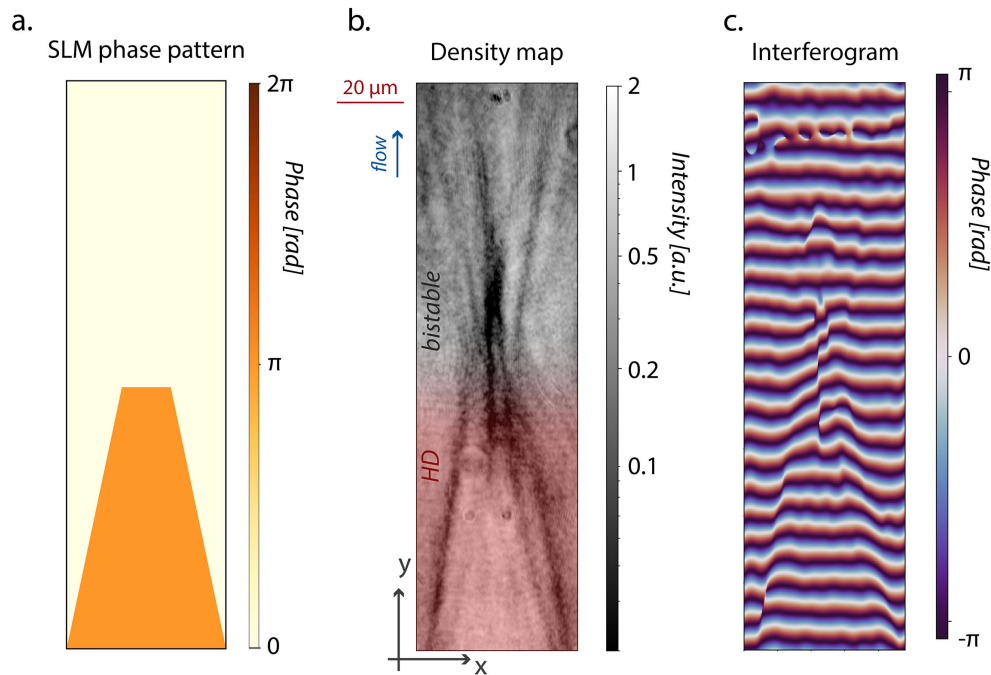 a.
SLM phase pattern
2π
π
0
Phase [rad]
b.
Density map
20 µm
flow
bistable
HD
y
x
2
1
0.5
0.2
0.1
Intensity [a.u.]
c.
Interferogram
π
0
-π
Phase [rad]